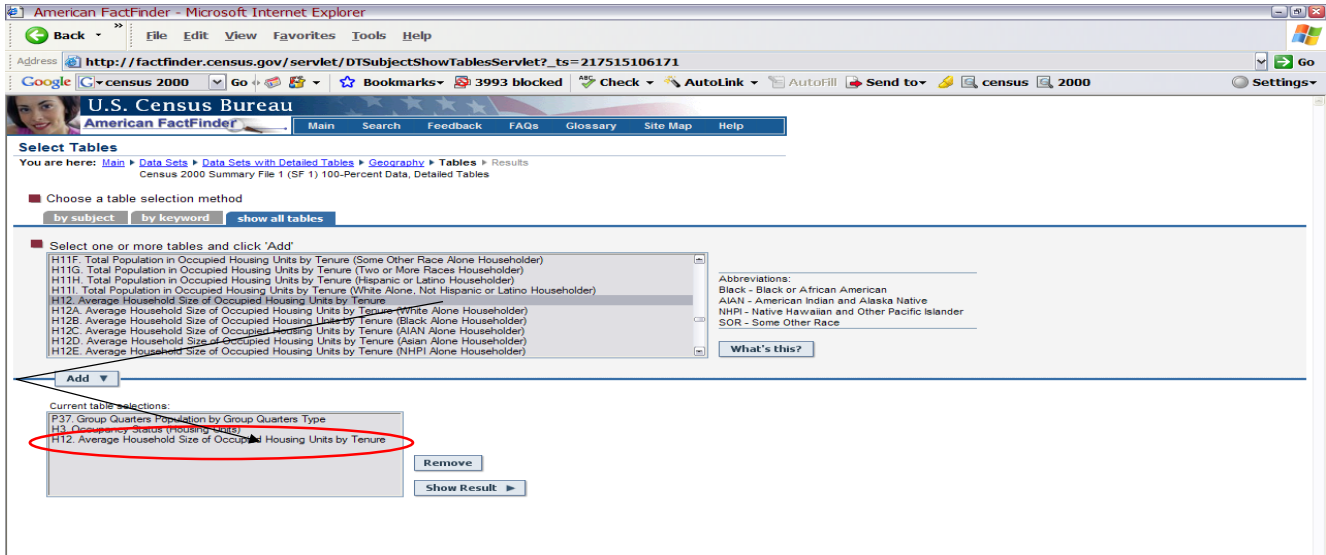 American FactFinder - Microsoft Internet Explorer
Back » File Edit View Favorites Tools Help
Address http://factfinder.census.gov/servlet/DTSubjectShowTablesServlet?_ts=217515106171 Go
Google G census 2000 Go Bookmarks 3993 blocked ABC Check AutoLink AutoFill Send to census 2000 Settings
U.S. Census Bureau
American FactFinder
Main Search Feedback FAQs Glossary Site Map Help
Select Tables
You are here: Main Data Sets Data Sets with Detailed Tables Geography Tables Results
Census 2000 Summary File 1 (SF 1) 100-Percent Data, Detailed Tables
Choose a table selection method
by subject by keyword show all tables
Select one or more tables and click 'Add'
H11F. Total Population in Occupied Housing Units by Tenure (Some Other Race Alone Householder)
H11G. Total Population in Occupied Housing Units by Tenure (Two or More Races Householder)
H11H. Total Population in Occupied Housing Units by Tenure (Hispanic or Latino Householder)
H11I. Total Population in Occupied Housing Units by Tenure (White Alone, Not Hispanic or Latino Householder)
H12. Average Household Size of Occupied Housing Units by Tenure
H12A. Average Household Size of Occupied Housing Units by Tenure (White Alone Householder)
H12B. Average Household Size of Occupied Housing Units by Tenure (Black Alone Householder)
H12C. Average Household Size of Occupied Housing Units by Tenure (AIAN Alone Householder)
H12D. Average Household Size of Occupied Housing Units by Tenure (Asian Alone Householder)
H12E. Average Household Size of Occupied Housing Units by Tenure (NHPI Alone Householder)
Abbreviations:
Black - Black or African American
AIAN - American Indian and Alaska Native
NHPI - Native Hawaiian and Other Pacific Islander
SOR - Some Other Race
What's this?
Add
Current table selections:
P37. Group Quarters Population by Group Quarters Type
H3. Occupancy Status (Housing Units)
H12. Average Household Size of Occupied Housing Units by Tenure
Remove
Show Result